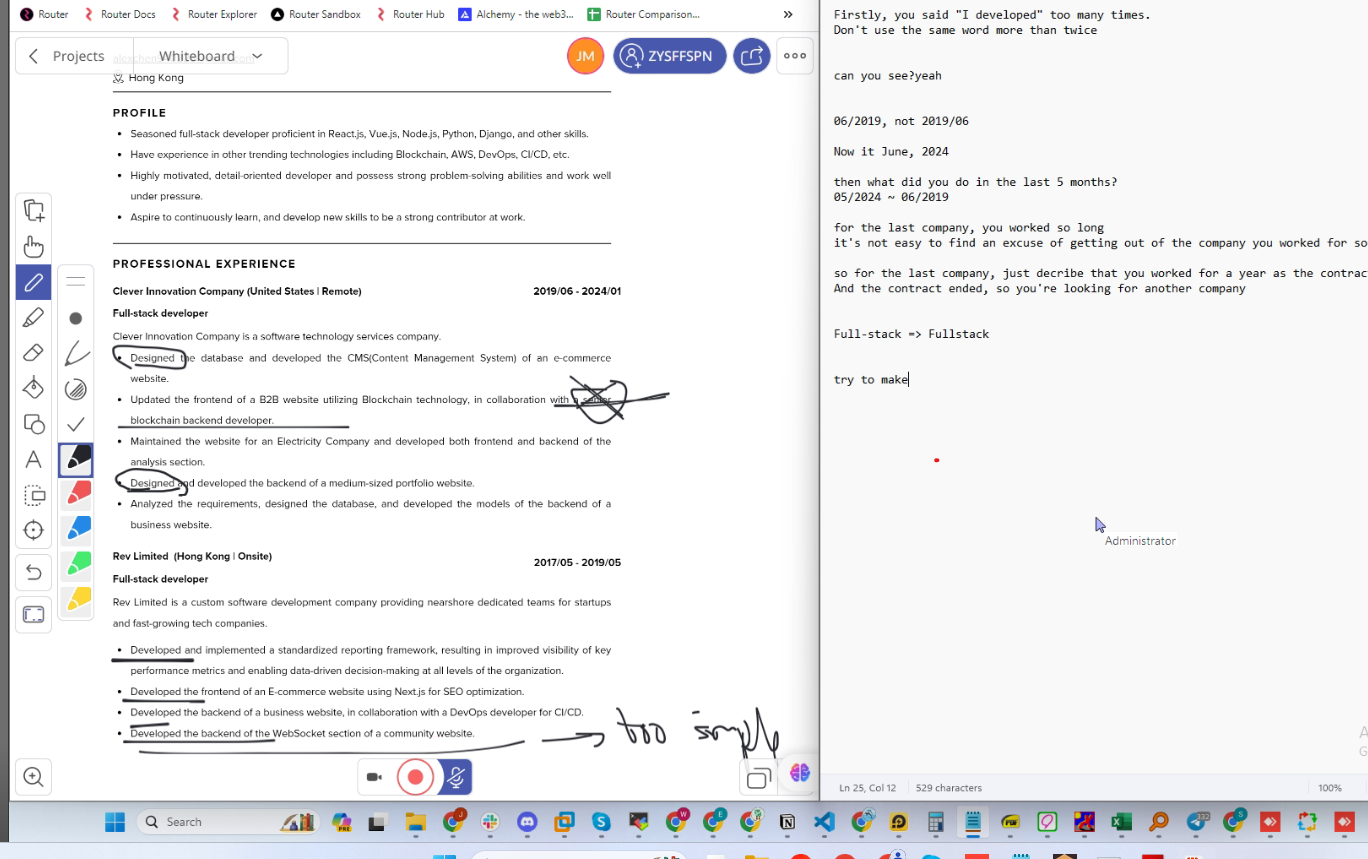 Router
Router Docs
Router Explorer
Router Sandbox
Router Hub
Alchemy - the web3...
Router Comparison...
»
Projects
Whiteboard
JM
ZYSFFSPN
Hong Kong
PROFILE
• Seasoned full-stack developer proficient in React.js, Vue.js, Node.js, Python, Django, and other skills.
• Have experience in other trending technologies including Blockchain, AWS, DevOps, CI/CD, etc.
• Highly motivated, detail-oriented developer and possess strong problem-solving abilities and work well
under pressure.
• Aspire to continuously learn, and develop new skills to be a strong contributor at work.
PROFESSIONAL EXPERIENCE
Clever Innovation Company (United States | Remote) 2019/06 - 2024/01
Full-stack developer
Clever Innovation Company is a software technology services company.
• Designed the database and developed the CMS(Content Management System) of an e-commerce
website.
• Updated the frontend of a B2B website utilizing Blockchain technology, in collaboration with a senior
blockchain backend developer.
• Maintained the website for an Electricity Company and developed both frontend and backend of the
analysis section.
• Designed and developed the backend of a medium-sized portfolio website.
• Analyzed the requirements, designed the database, and developed the models of the backend of a
business website.
Rev Limited (Hong Kong | Onsite) 2017/05 - 2019/05
Full-stack developer
Rev Limited is a custom software development company providing nearshore dedicated teams for startups
and fast-growing tech companies.
• Developed and implemented a standardized reporting framework, resulting in improved visibility of key
performance metrics and enabling data-driven decision-making at all levels of the organization.
• Developed the frontend of an E-commerce website using Next.js for SEO optimization.
• Developed the backend of a business website, in collaboration with a DevOps developer for CI/CD.
• Developed the backend of the WebSocket section of a community website.
too simple
Firstly, you said "I developed" too many times.
Don't use the same word more than twice
can you see?yeah
06/2019, not 2019/06
Now it June, 2024
then what did you do in the last 5 months?
05/2024 ~ 06/2019
for the last company, you worked so long
it's not easy to find an excuse of getting out of the company you worked for so
so for the last company, just decribe that you worked for a year as the contrac
And the contract ended, so you're looking for another company
Full-stack => Fullstack
try to make
Administrator
Ln 25, Col 12
529 characters
100%
Search